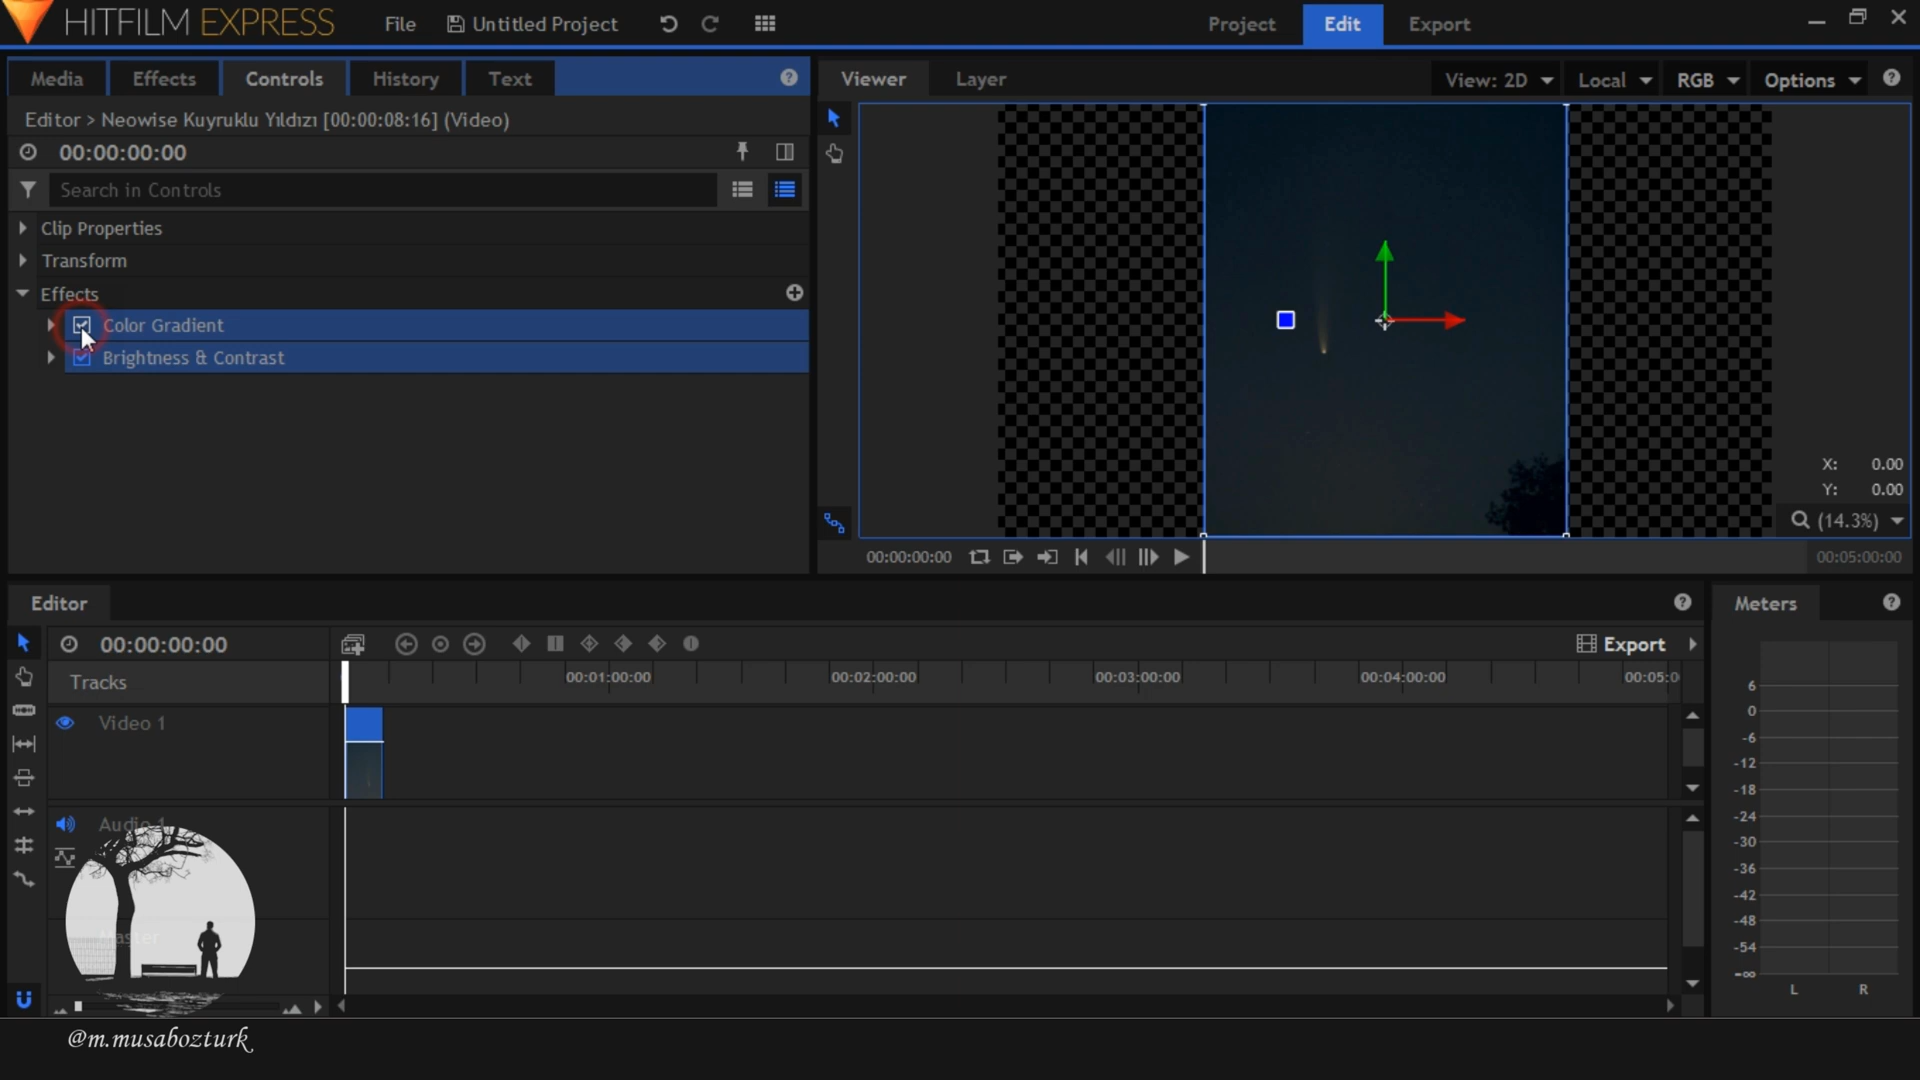 HITFILM EXPRESS
File
Untitled Project
Project
Edit
Export
Media
Effects
Controls
History
Text
Viewer
Layer
View: 2D
Local
RGB
Options
Editor > Neowise Kuyruklu Yıldızı [00:00:08:16] (Video)
00:00:00:00
Search in Controls
Clip Properties
Transform
Effects
Color Gradient
Brightness & Contrast
X: 0.00
Y: 0.00
(14.3%)
00:00:00:00
00:05:00:00
Editor
Meters
00:00:00:00
Export
Tracks
00:01:00:00
00:02:00:00
00:03:00:00
00:04:00:00
00:05:0
Video 1
Audio 1
Master
6
0
-6
-12
-18
-24
-30
-36
-42
-48
-54
-∞
L R
@m.musabozturk